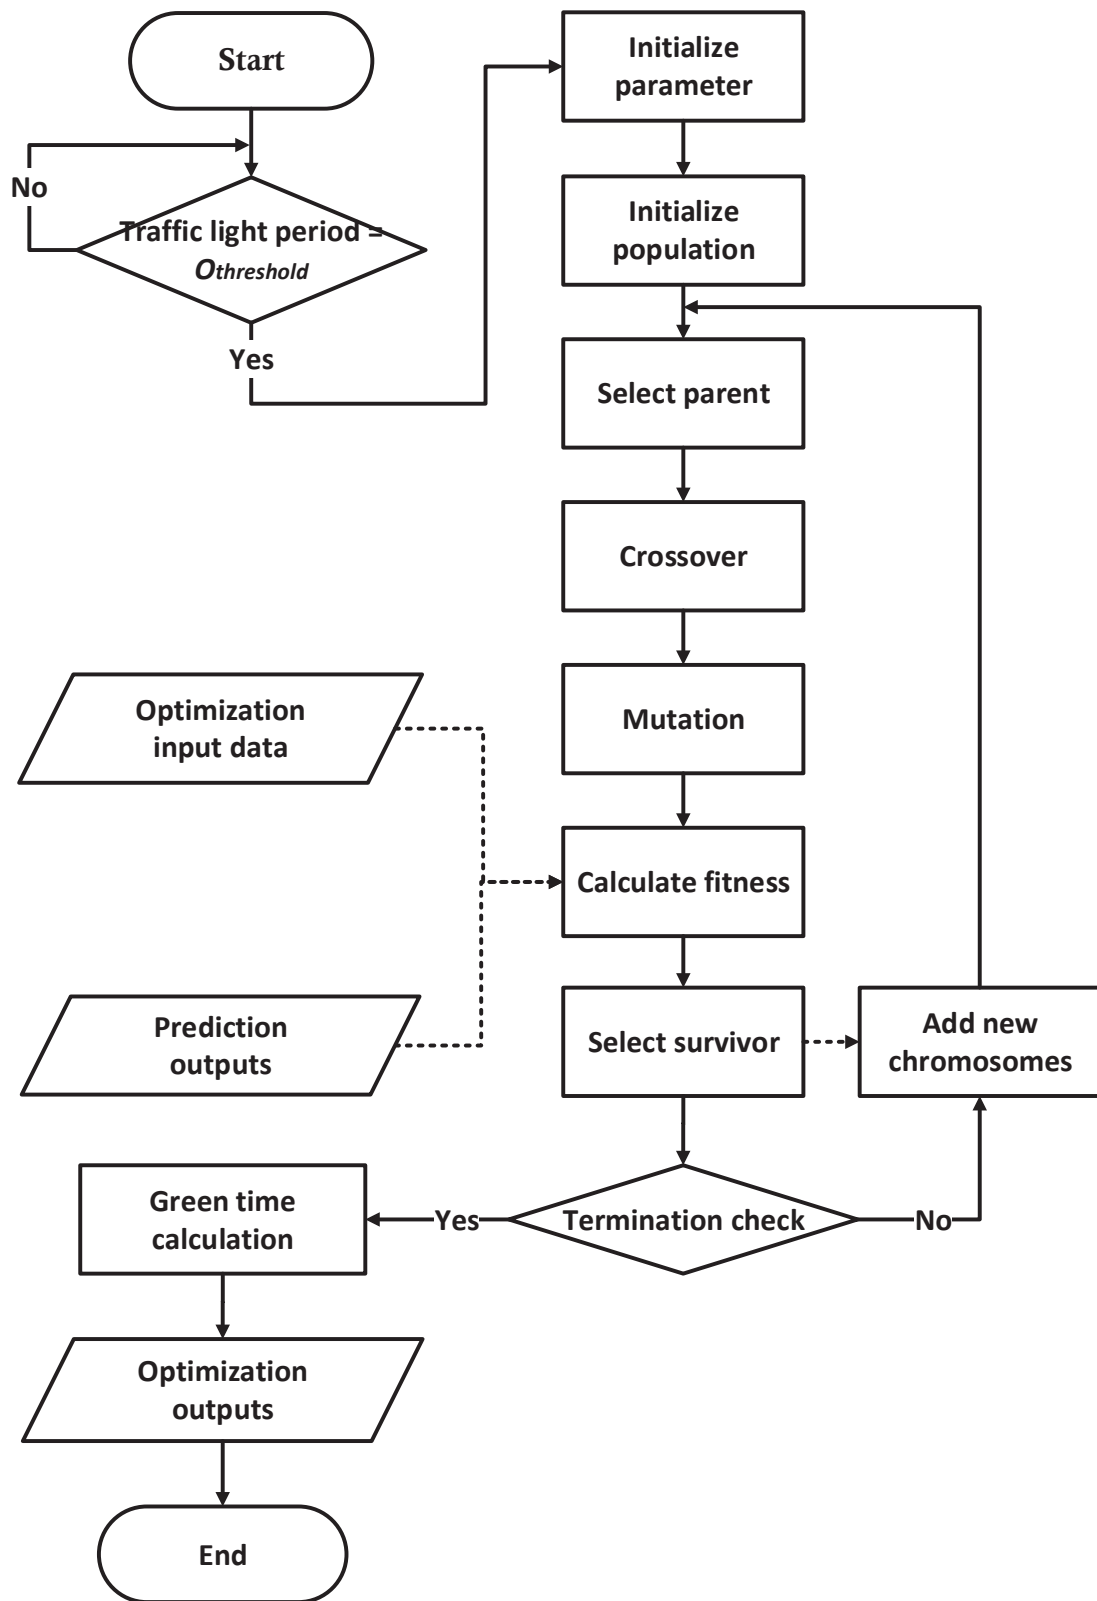 Start
No
Traffic light period =
Othreshold
Yes
Initialize
parameter
Initialize
population
Select parent
Crossover
Mutation
Optimization
input data
Calculate fitness
Prediction
outputs
Select survivor
Add new
chromosomes
Green time
calculation
Yes
Termination check
No
Optimization
outputs
End